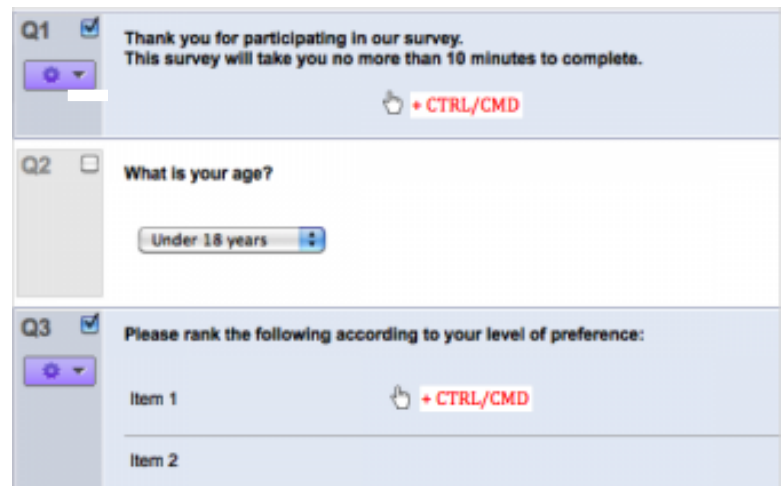 Q1
Thank you for participating in our survey.
This survey will take you no more than 10 minutes to complete.
+ CTRL/CMD
Q2
What is your age?
Under 18 years
Q3
Please rank the following according to your level of preference:
Item 1
+ CTRL/CMD
Item 2